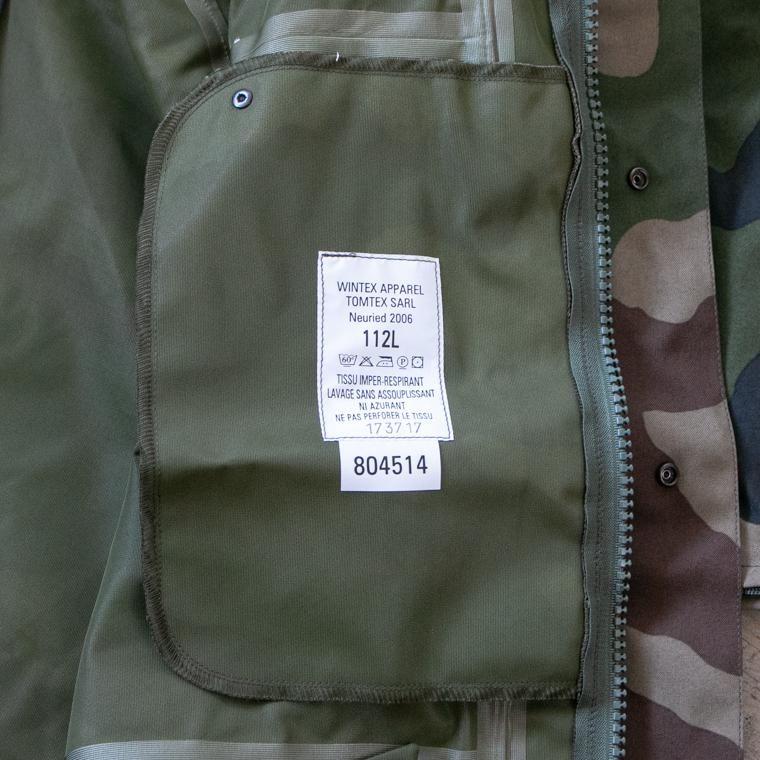 WINTEX APPAREL
TOMTEX SARL
Neuried 2006
112L
60° P
TISSU IMPER-RESPIRANT
LAVAGE SANS ASSOUPLISSANT
NI AZURANT
NE PAS PERFORER LE TISSU
17 37 17
804514